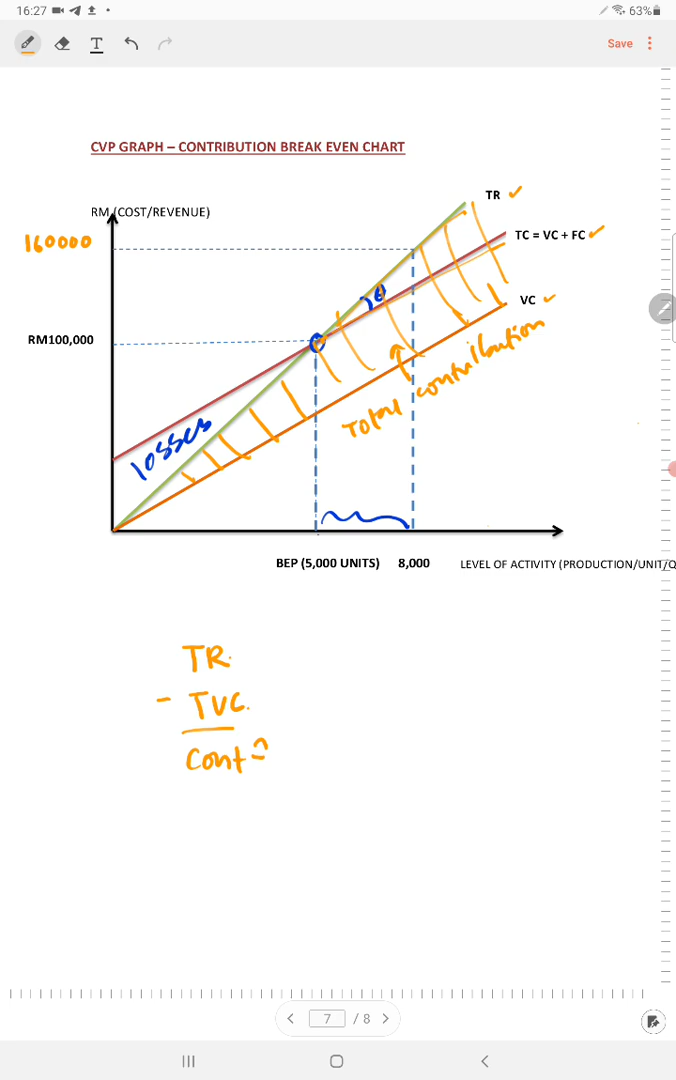 16:27
63%
T
Save
CVP GRAPH – CONTRIBUTION BREAK EVEN CHART
TR
RM (COST/REVENUE)
TC = VC + FC
160000
VC
RM100,000
Total contribution
losses
BEP (5,000 UNITS) 8,000 LEVEL OF ACTIVITY (PRODUCTION/UNIT/Q
TR
- TVC
Cont
7 / 8